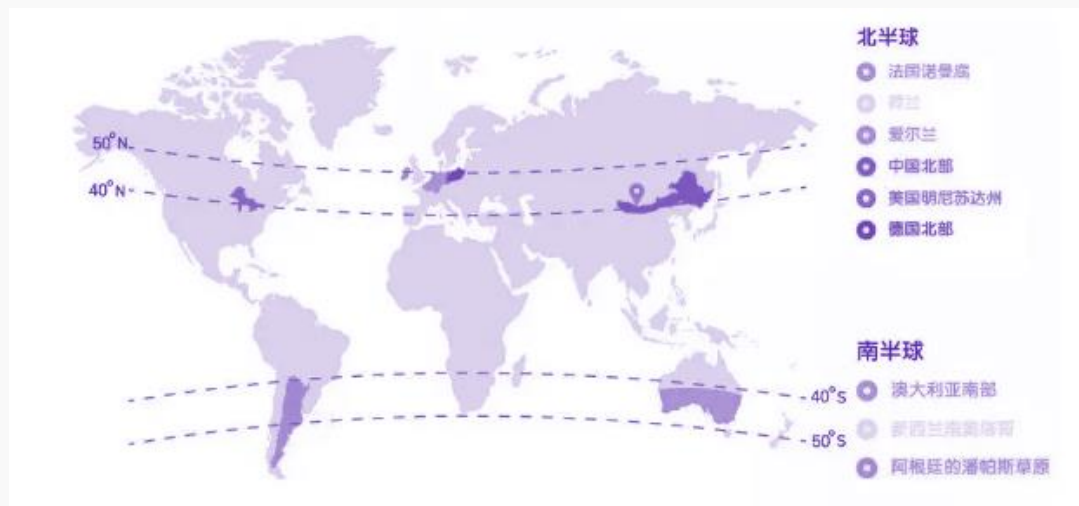 北半球
法国诺曼底
荷兰
爱尔兰
中国北部
美国明尼苏达州
德国北部
50°N
40°N
南半球
澳大利亚南部
阿根廷的潘帕斯草原
40°S
50°S